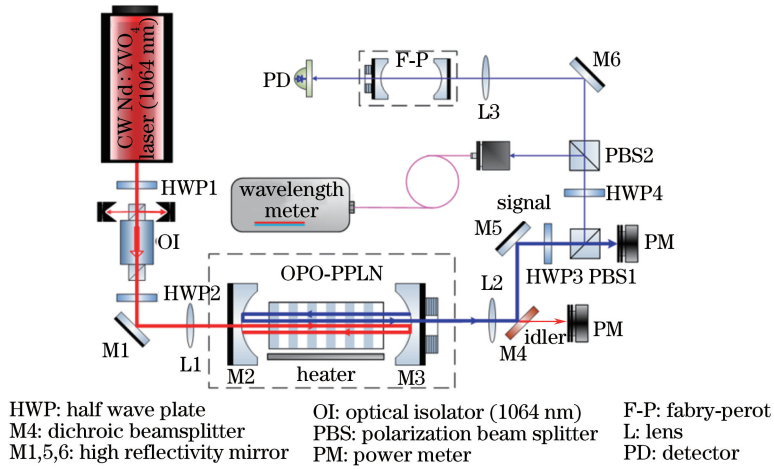 CW Nd:YVO4
laser (1064 nm)
HWP1
OI
HWP2
M1
L1
OPO-PPLN
M2
heater
M3
L2
M4
idler
PM
M5
signal
HWP3
PBS1
PM
HWP4
PBS2
M6
L3
F-P
PD
wavelength
meter
HWP: half wave plate
M4: dichroic beamsplitter
M1,5,6: high reflectivity mirror
OI: optical isolator (1064 nm)
PBS: polarization beam splitter
PM: power meter
F-P: fabry-perot
L: lens
PD: detector